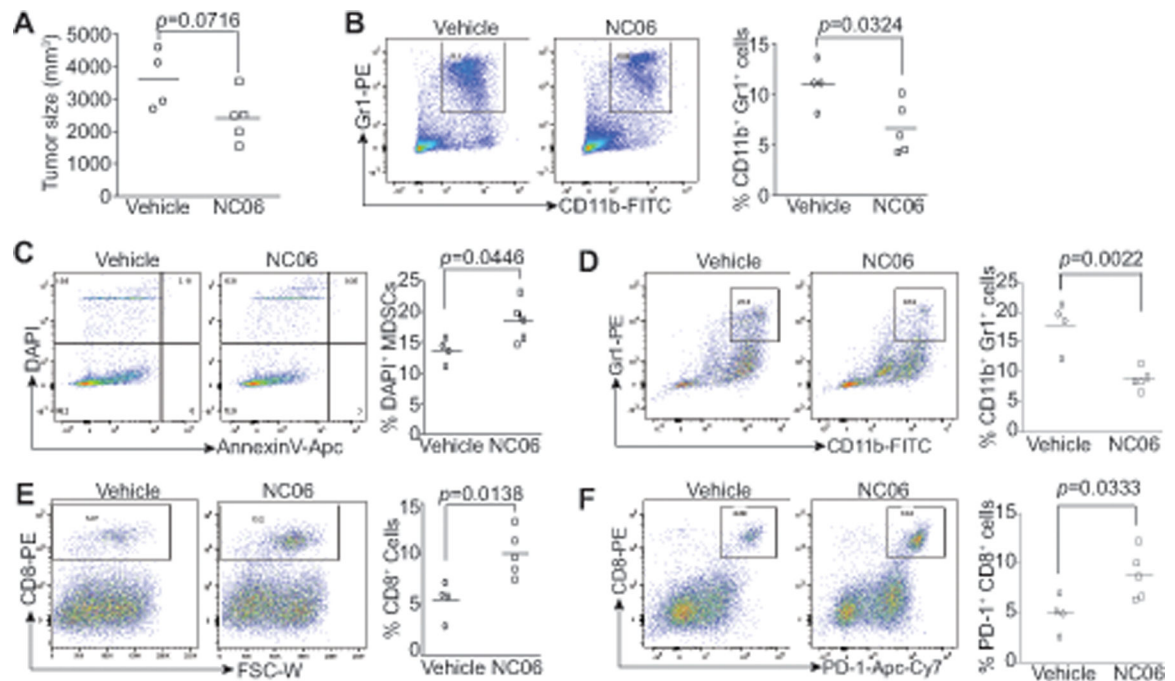 A
p=0.0716
Tumor size (mm²)
5000
4000
3000
2000
1000
0
Vehicle NC06
B
Vehicle NC06
Gr1-PE
CD11b-FITC
p=0.0324
% CD11b⁺ Gr1⁺ cells
15
10
5
0
Vehicle NC06
C
Vehicle NC06
DAPI
AnnexinV-Apc
p=0.0446
% DAPI⁺ MDSCs
25
20
15
10
5
0
Vehicle NC06
D
Vehicle NC06
Gr1-PE
CD11b-FITC
p=0.0022
% CD11b⁺ Gr1⁺ cells
25
20
15
10
5
0
Vehicle NC06
E
Vehicle NC06
CD8-PE
FSC-W
p=0.0138
% CD8⁺ Cells
15
10
5
0
Vehicle NC06
F
Vehicle NC06
CD8-PE
PD-1-Apc-Cy7
p=0.0333
% PD-1⁺ CD8⁺ cells
15
10
5
0
Vehicle NC06